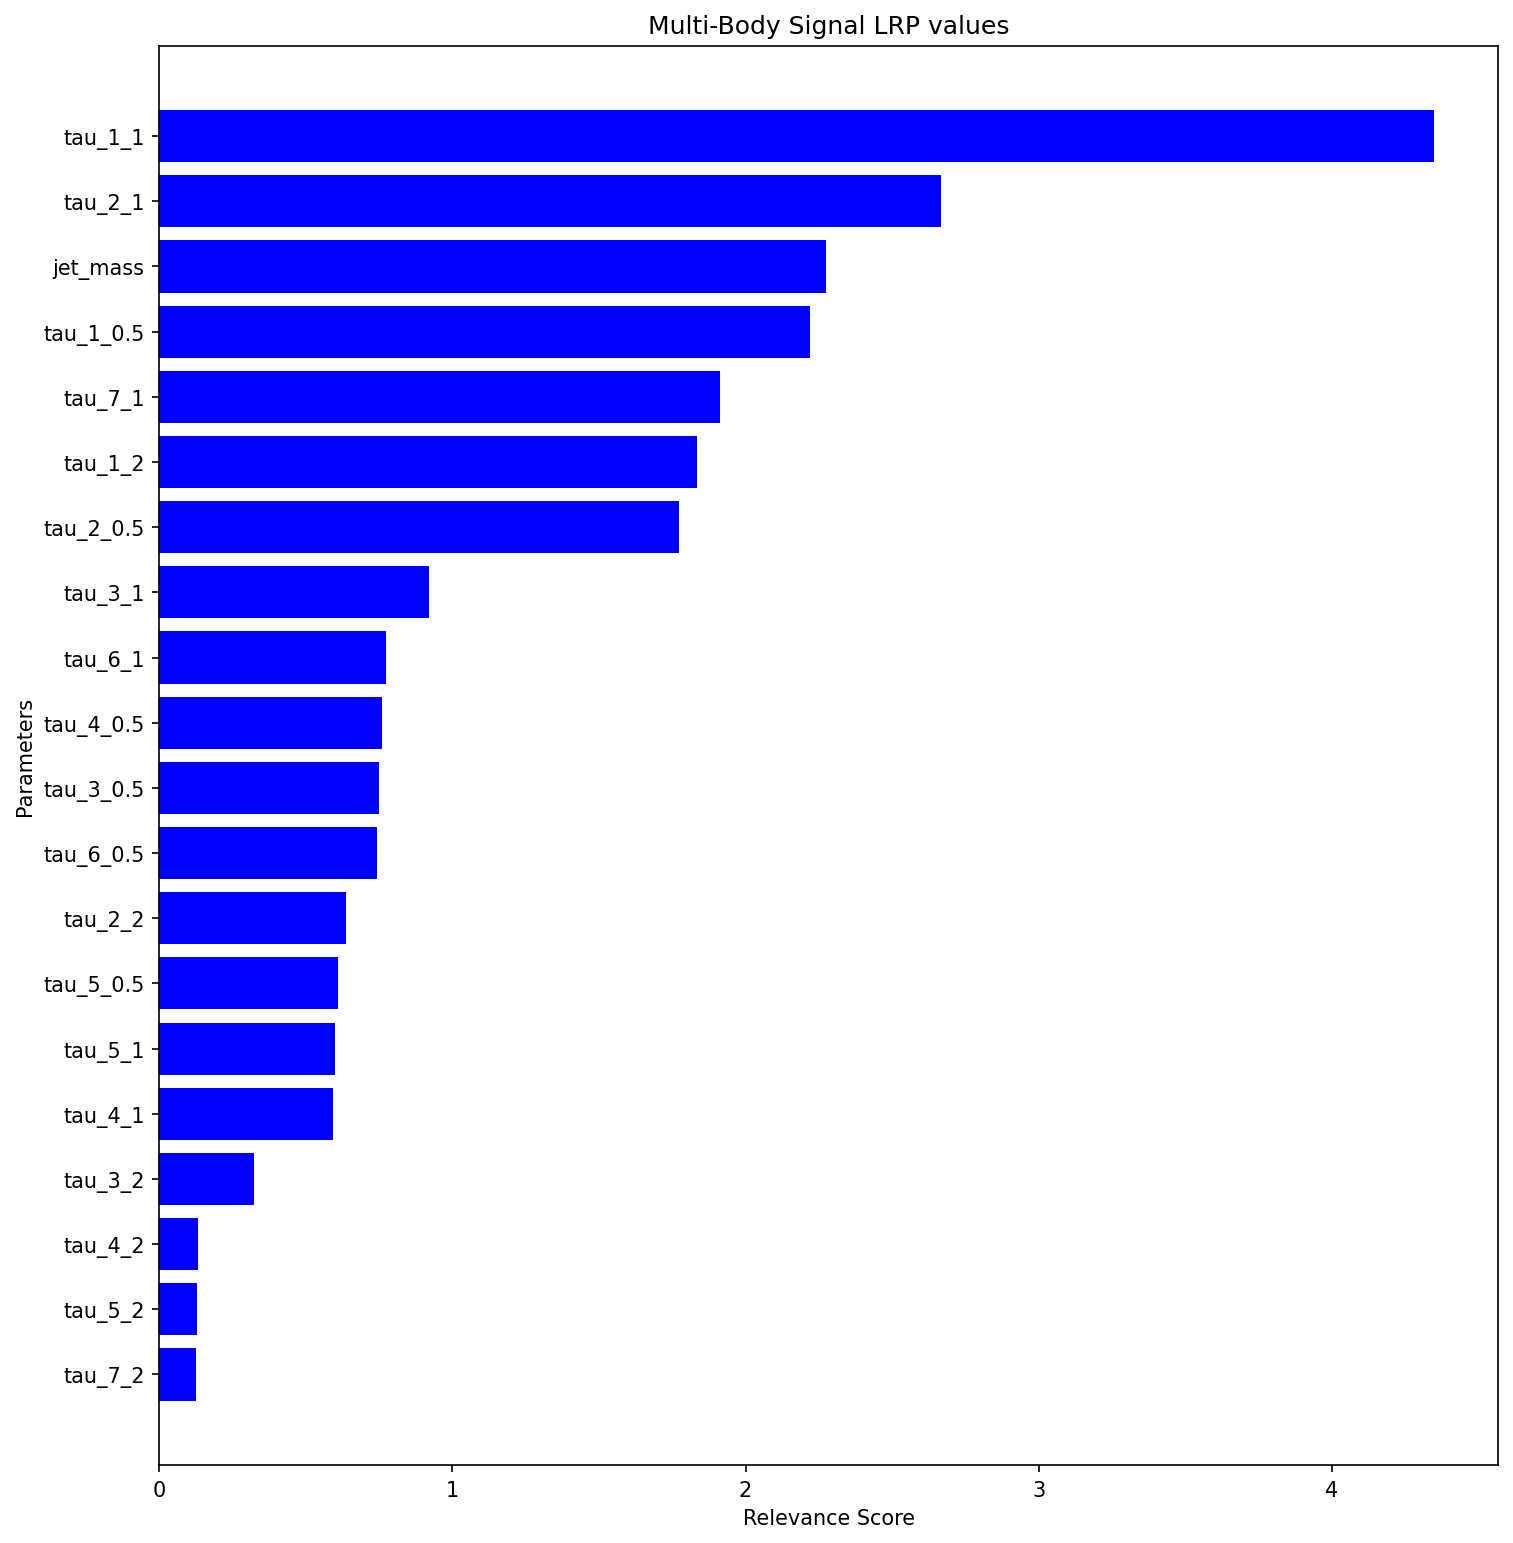 Multi-Body Signal LRP values
tau_1_1
tau_2_1
jet_mass
tau_1_0.5
tau_7_1
tau_1_2
tau_2_0.5
tau_3_1
tau_6_1
tau_4_0.5
tau_3_0.5
tau_6_0.5
tau_2_2
tau_5_0.5
tau_5_1
tau_4_1
tau_3_2
tau_4_2
tau_5_2
tau_7_2
Parameters
0 1 2 3 4
Relevance Score